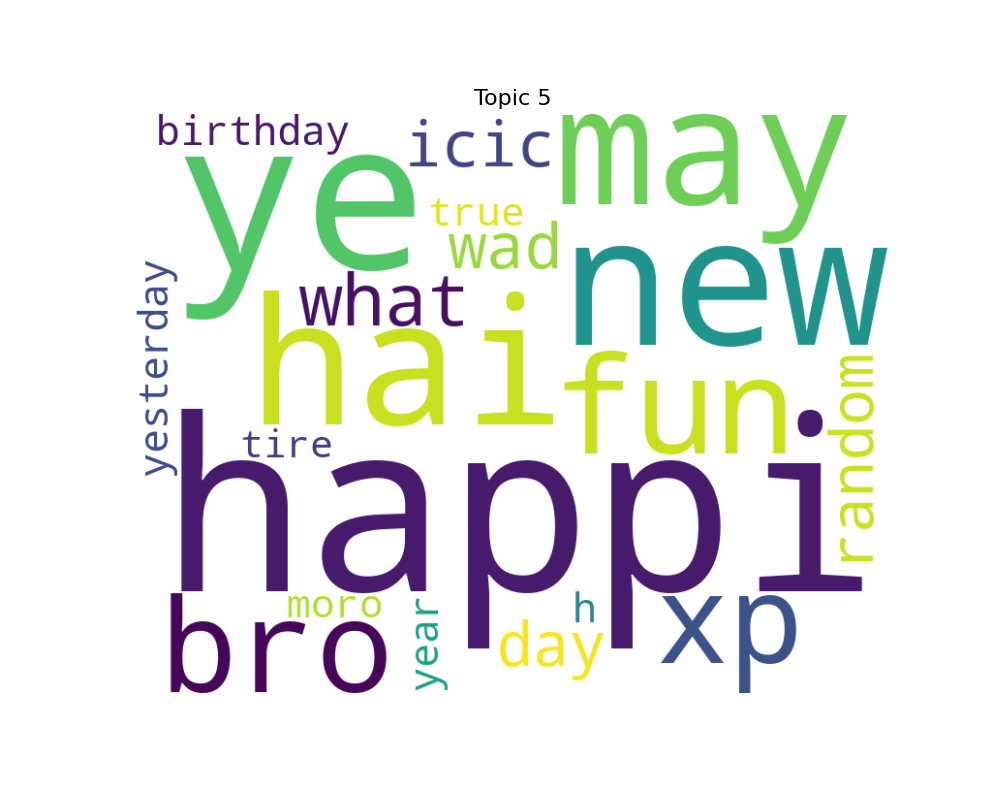 Topic 5
birthday
icic
may
ye
true
wad
new
what
yesterday
hai
fun
random
tire
happi
moro
year
h
xp
bro
day